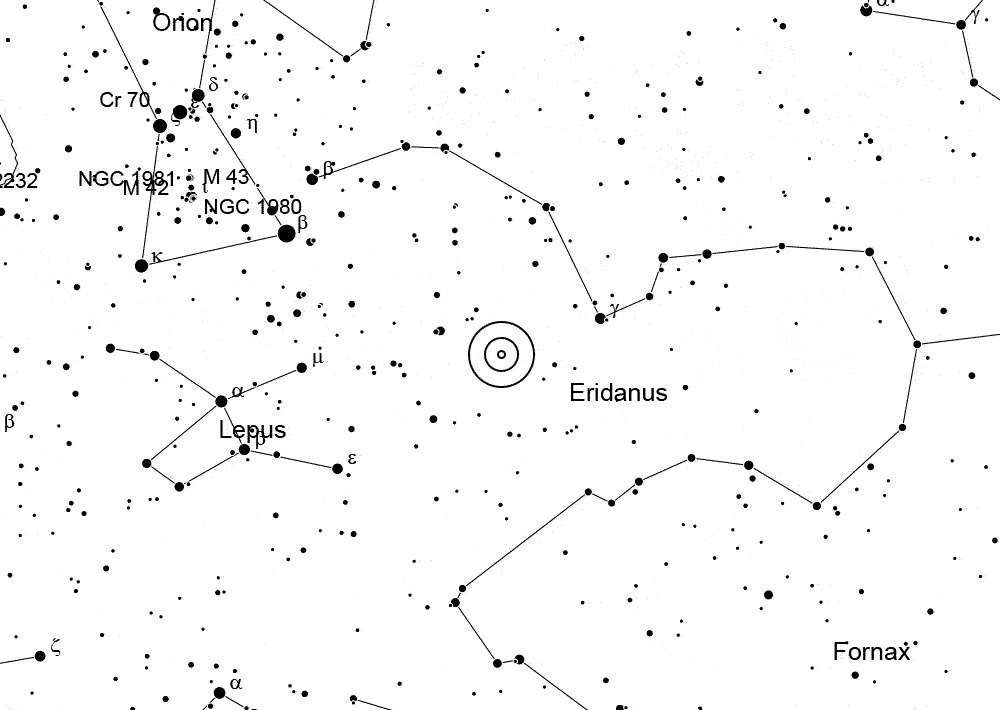 Orion
α
γ
δ
Cr 70
ε
ζ
η
β
2232
NGC 1981
M 42
M 43
ι
NGC 1980
β
κ
γ
μ
α
Eridanus
β
Lepus
β
ε
ζ
Fornax
α